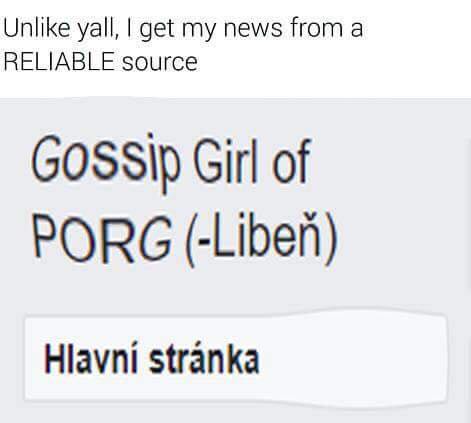 Unlike yall, I get my news from a
RELIABLE source
Gossip Girl of
PORG (-Libeň)
Hlavní stránka